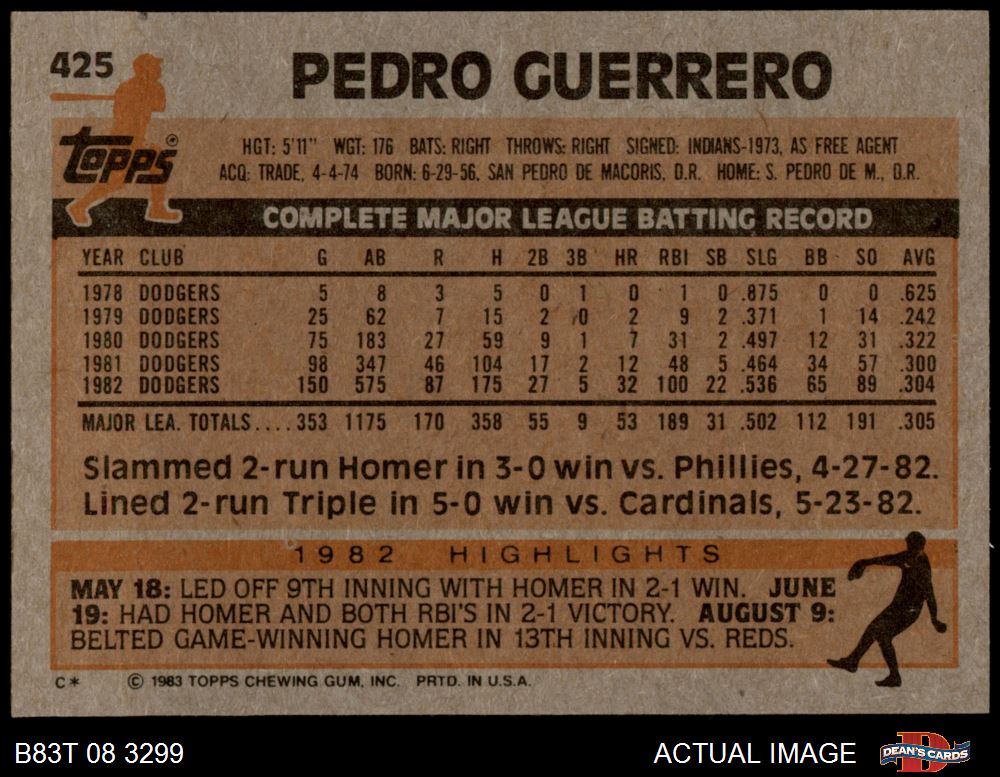 425
PEDRO GUERRERO
Topps®
HGT: 5'11" WGT: 176 BATS: RIGHT THROWS: RIGHT SIGNED: INDIANS-1973, AS FREE AGENT
ACQ: TRADE, 4-4-74 BORN: 6-29-56, SAN PEDRO DE MACORIS, D.R. HOME: S. PEDRO DE M., D.R.
COMPLETE MAJOR LEAGUE BATTING RECORD
YEAR CLUB G AB R H 2B 3B HR RBI SB SLG BB SO AVG
1978 DODGERS 5 8 3 5 0 1 0 1 0 .875 0 0 .625
1979 DODGERS 25 62 7 15 2 0 2 9 2 .371 1 14 .242
1980 DODGERS 75 183 27 59 9 1 7 31 2 .497 12 31 .322
1981 DODGERS 98 347 46 104 17 2 12 48 5 .464 34 57 .300
1982 DODGERS 150 575 87 175 27 5 32 100 22 .536 65 89 .304
MAJOR LEA. TOTALS....353 1175 170 358 55 9 53 189 31 .502 112 191 .305
Slammed 2-run Homer in 3-0 win vs. Phillies, 4-27-82.
Lined 2-run Triple in 5-0 win vs. Cardinals, 5-23-82.
1982 HIGHLIGHTS
MAY 18: LED OFF 9TH INNING WITH HOMER IN 2-1 WIN. JUNE
19: HAD HOMER AND BOTH RBI'S IN 2-1 VICTORY. AUGUST 9:
BELTED GAME-WINNING HOMER IN 13TH INNING VS. REDS.
C* © 1983 TOPPS CHEWING GUM, INC. PRTD. IN U.S.A.
B83T 08 3299 ACTUAL IMAGE DEAN'S CARDS